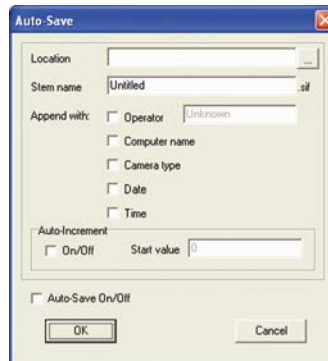 Auto-Save
Location
...
Stem name Untitled .sif
Append with: Operator Unknown
Computer name
Camera type
Date
Time
Auto-Increment
On/Off Start value 0
Auto-Save On/Off
OK Cancel